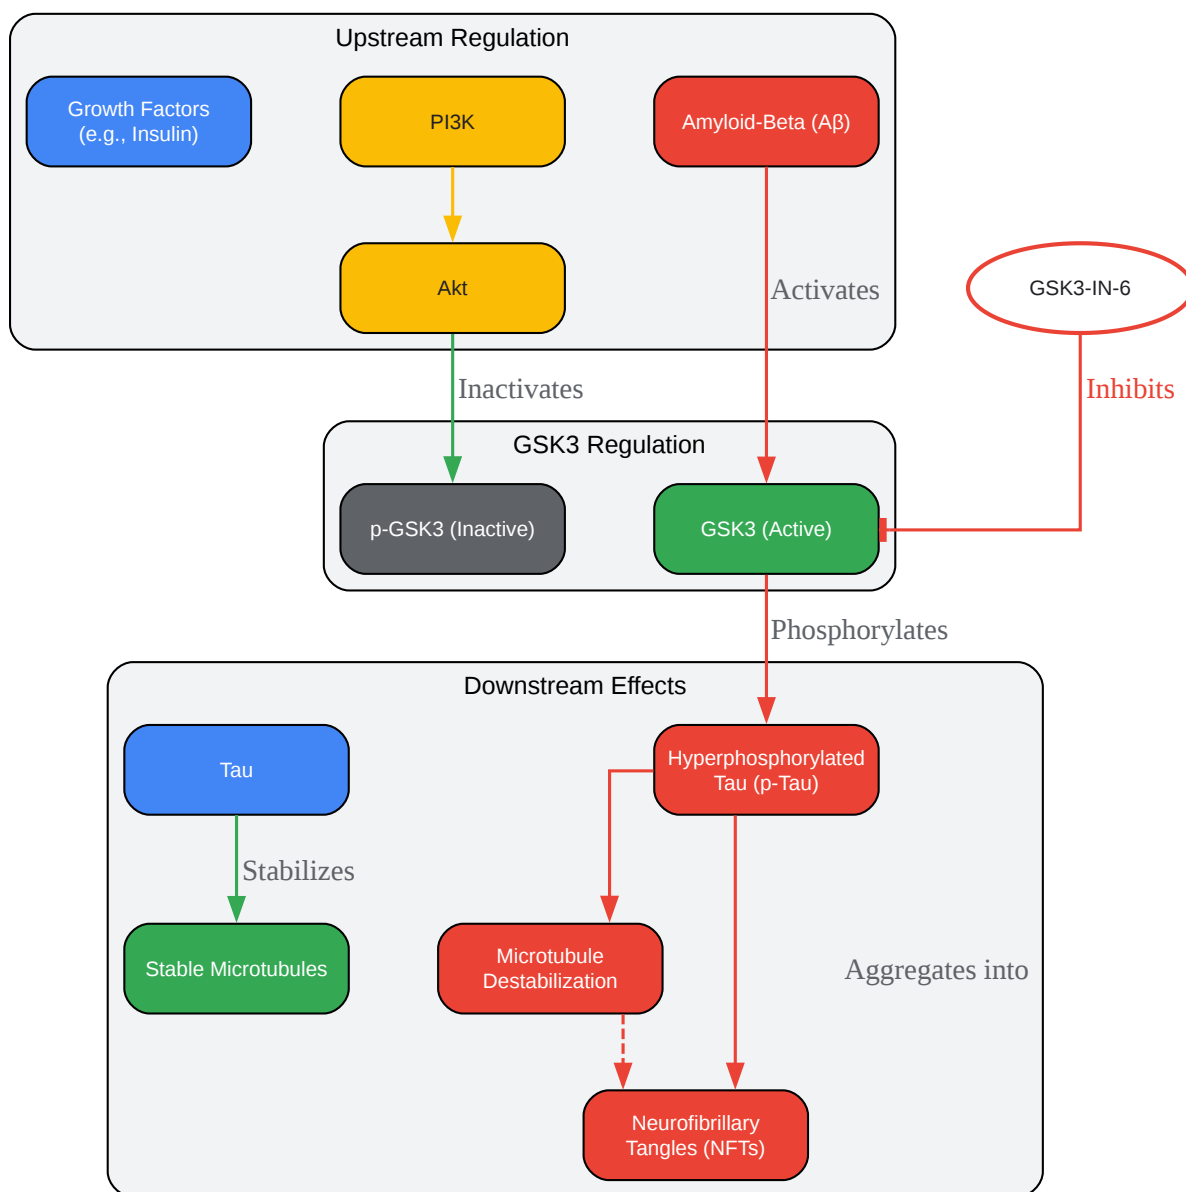 Upstream Regulation
Growth Factors
(e.g., Insulin)
PI3K
Amyloid-Beta (Aβ)
Akt
Activates
GSK3-IN-6
Inactivates
Inhibits
GSK3 Regulation
p-GSK3 (Inactive)
GSK3 (Active)
Phosphorylates
Downstream Effects
Tau
Hyperphosphorylated
Tau (p-Tau)
Stabilizes
Stable Microtubules
Microtubule
Destabilization
Aggregates into
Neurofibrillary
Tangles (NFTs)